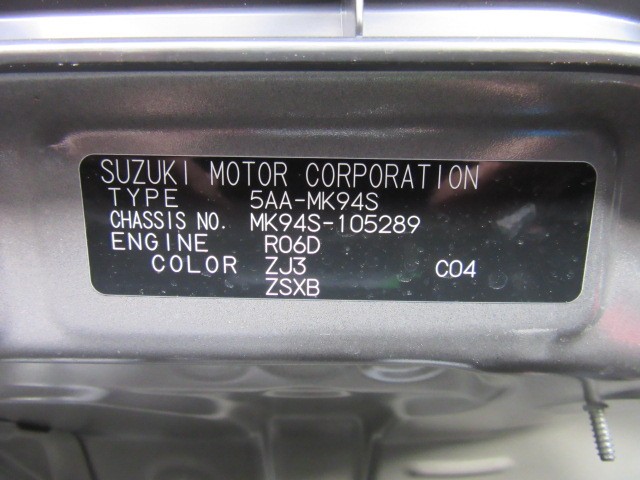 SUZUKI MOTOR CORPORATION
TYPE 5AA-MK94S
CHASSIS NO. MK94S-105289
ENGINE R06D
COLOR ZJ3 C04
ZSXB